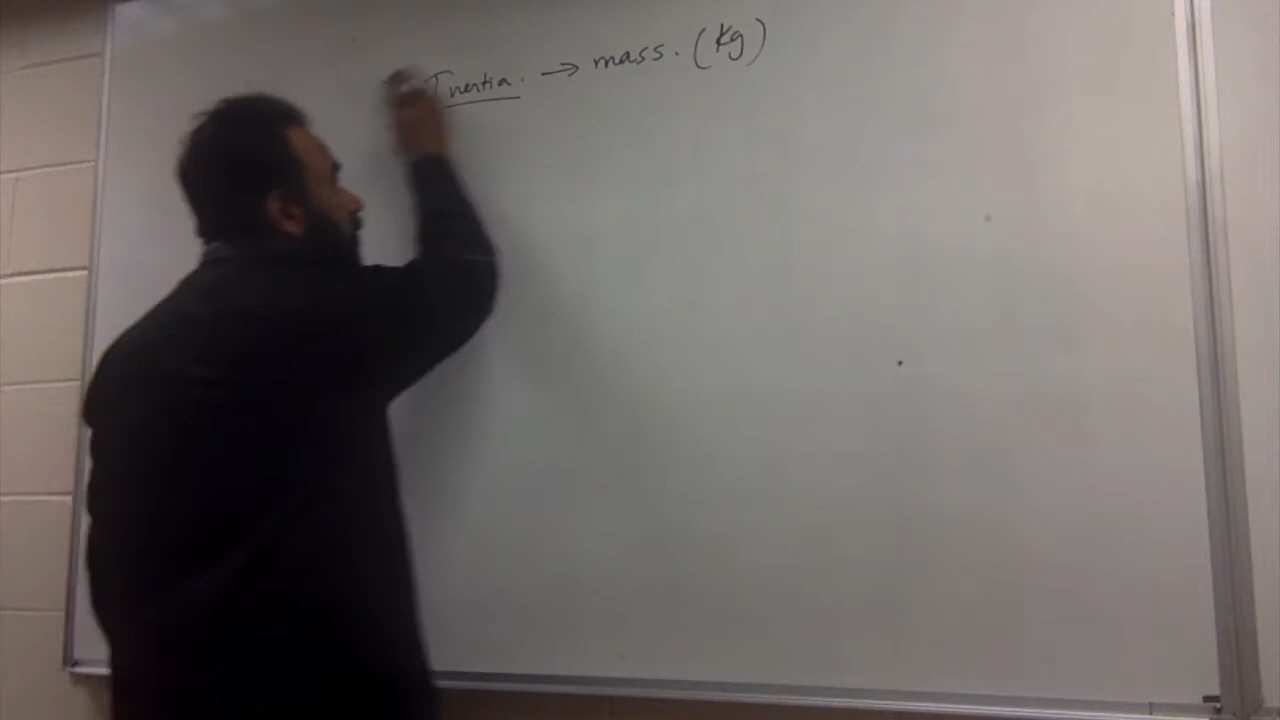 Inertia. → mass. (kg)